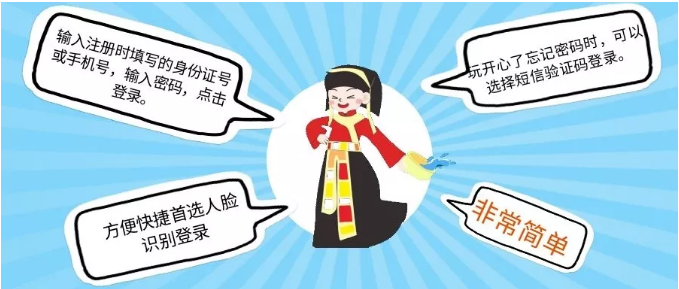 输入注册时填写的身份证号
或手机号，输入密码，点击
登录。
玩开心了忘记密码时，可以
选择短信验证码登录。
方便快捷首选人脸
识别登录
非常简单